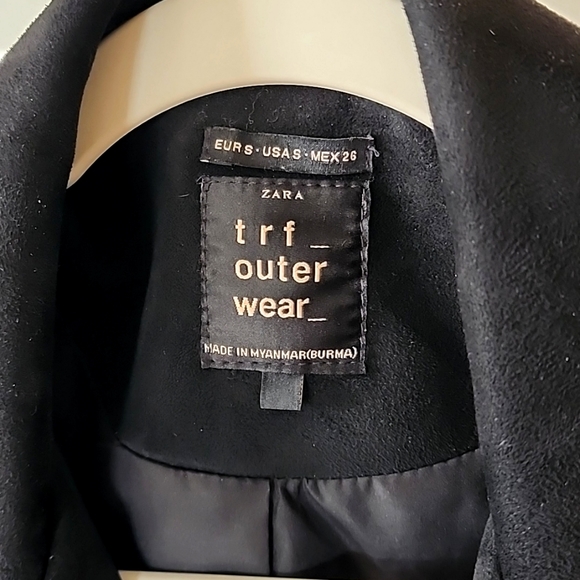 EUR S · USA S · MEX 26
ZARA
trf_
outer
wear_
MADE IN MYANMAR(BURMA)